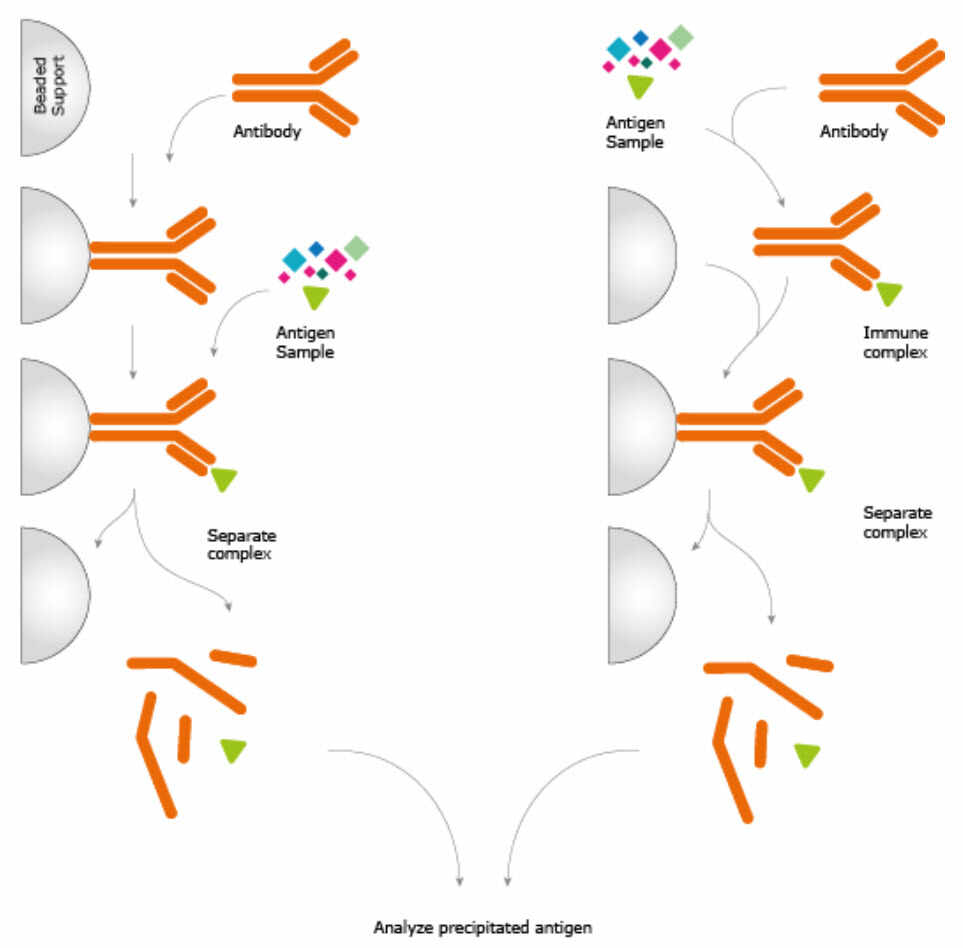 Beaded
Support
Antibody
Antigen
Sample
Separate
complex
Antigen
Sample
Antibody
Immune
complex
Separate
complex
Analyze precipitated antigen